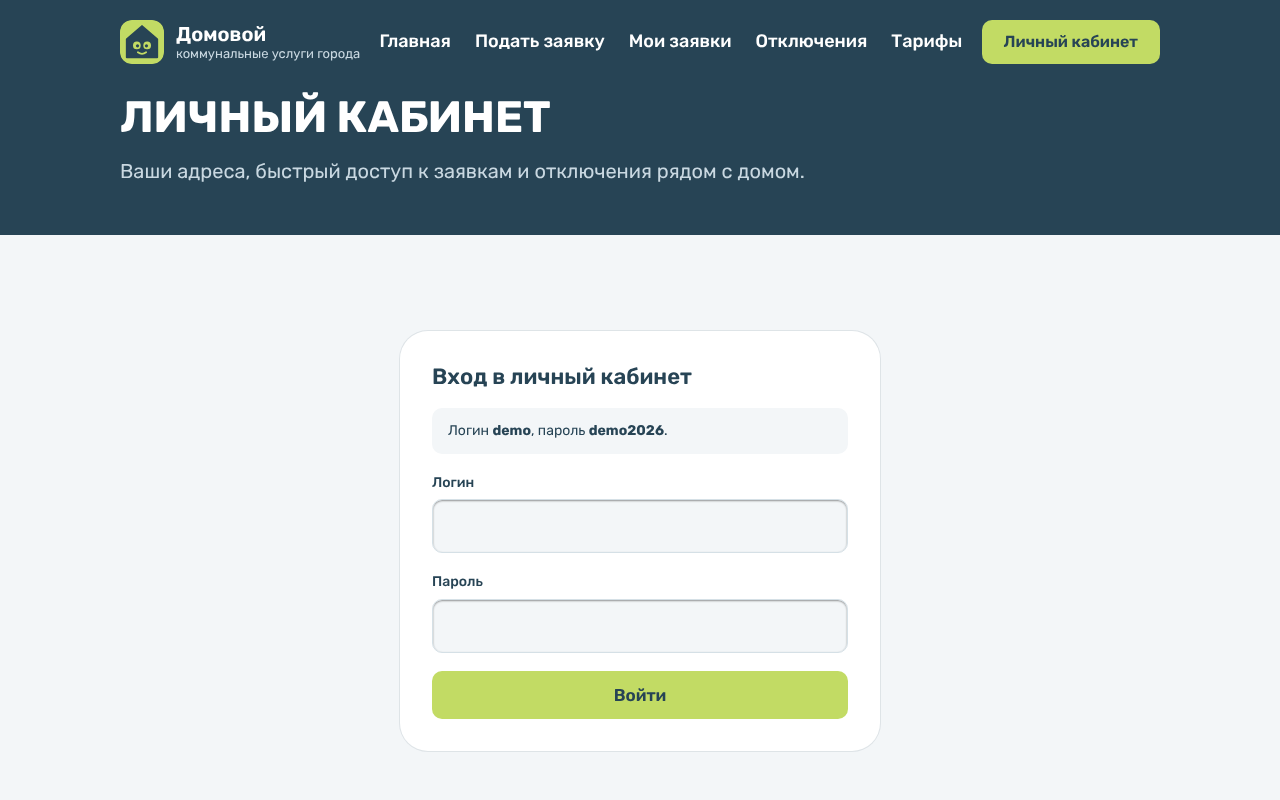 Домовой
коммунальные услуги города
Главная Подать заявку Мои заявки Отключения Тарифы Личный кабинет
ЛИЧНЫЙ КАБИНЕТ
Ваши адреса, быстрый доступ к заявкам и отключения рядом с домом.
Вход в личный кабинет
Логин demo, пароль demo2026.
Логин
Пароль
Войти